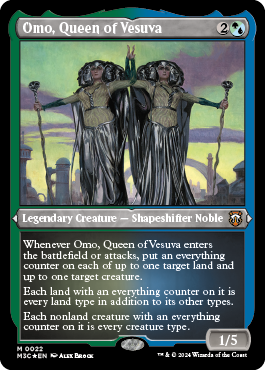 Omo, Queen of Vesuva 2
Legendary Creature — Shapeshifter Noble
Whenever Omo, Queen of Vesuva enters
the battlefield or attacks, put an everything
counter on each of up to one target land and
up to one target creature.
Each land with an everything counter on it is
every land type in addition to its other types.
Each nonland creature with an everything
counter on it is every creature type.
1/5
M 0022
M3C★EN Alex Brock
™ & © 2024 Wizards of the Coast